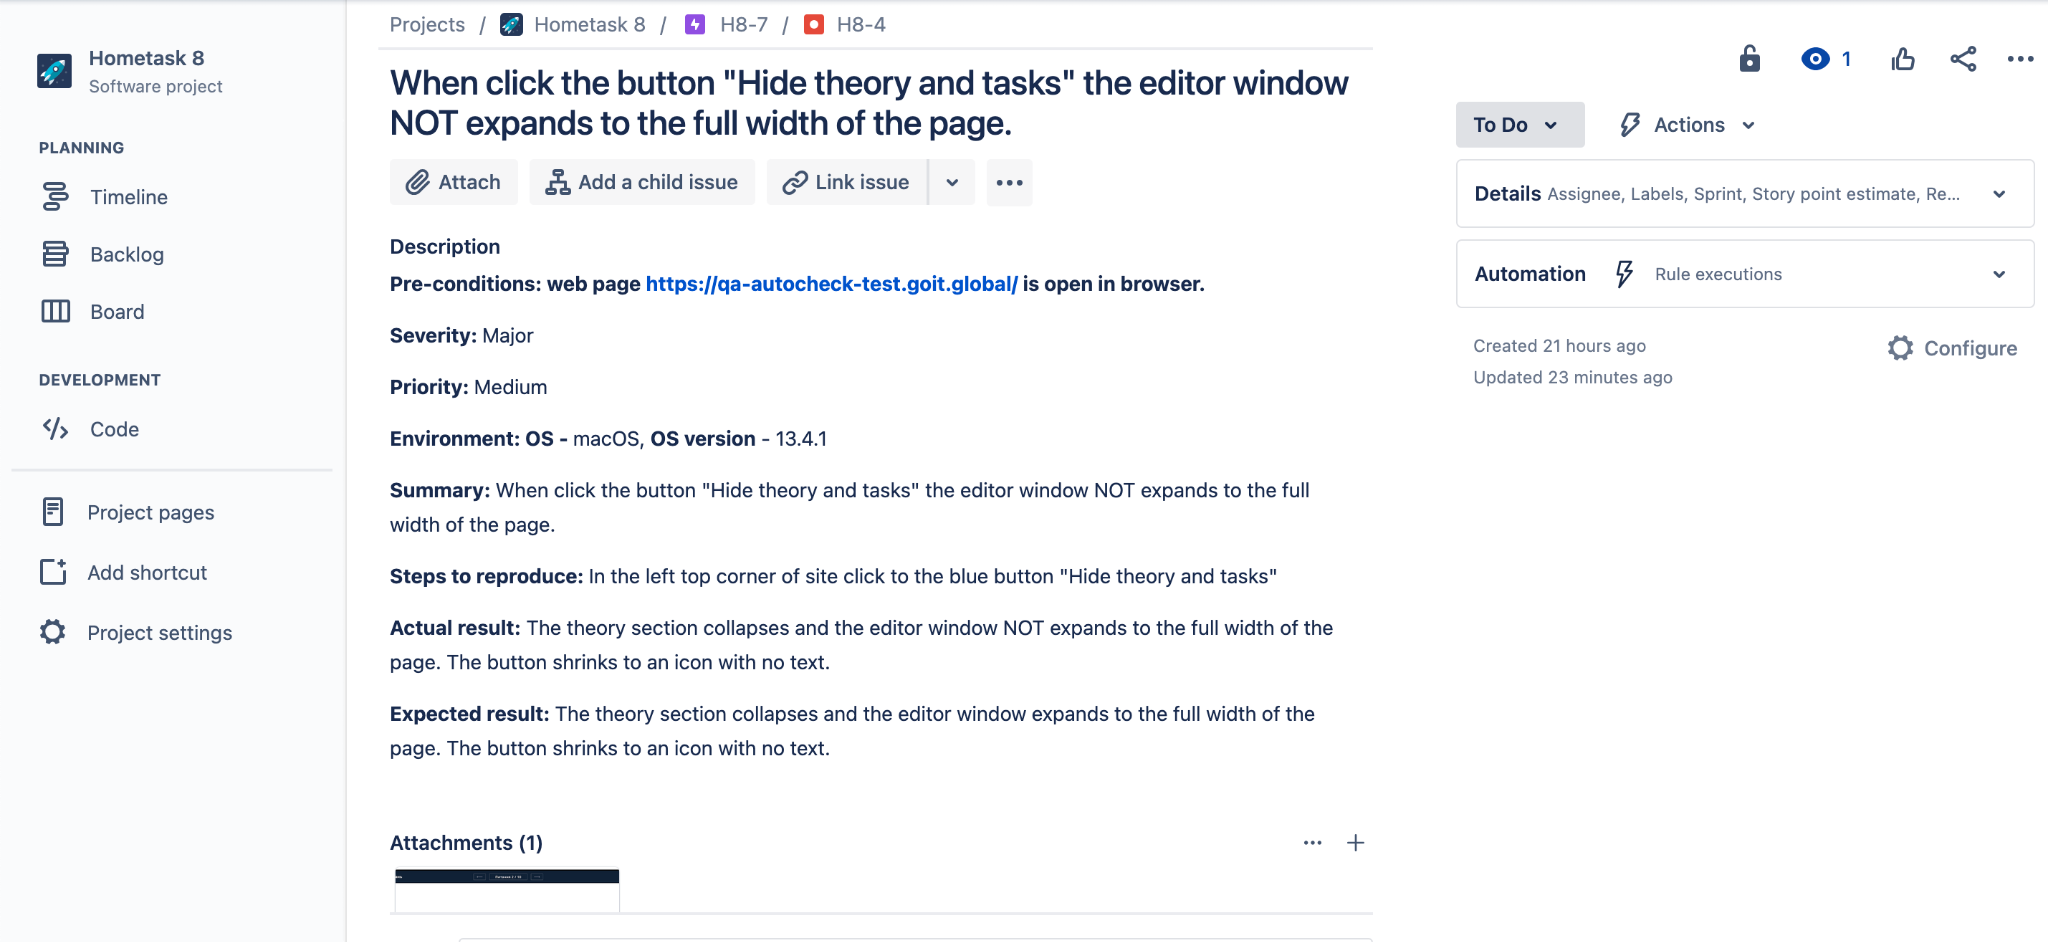 Projects / Hometask 8 / H8-7 / H8-4
Hometask 8
Software project
PLANNING
Timeline
Backlog
Board
DEVELOPMENT
Code
Project pages
Add shortcut
Project settings
When click the button "Hide theory and tasks" the editor window
NOT expands to the full width of the page.
Attach
Add a child issue
Link issue
Description
Pre-conditions: web page https://qa-autocheck-test.goit.global/ is open in browser.
Severity: Major
Priority: Medium
Environment: OS - macOS, OS version - 13.4.1
Summary: When click the button "Hide theory and tasks" the editor window NOT expands to the full
width of the page.
Steps to reproduce: In the left top corner of site click to the blue button "Hide theory and tasks"
Actual result: The theory section collapses and the editor window NOT expands to the full width of the
page. The button shrinks to an icon with no text.
Expected result: The theory section collapses and the editor window expands to the full width of the
page. The button shrinks to an icon with no text.
Attachments (1)
1
To Do
Actions
Details Assignee, Labels, Sprint, Story point estimate, Re...
Automation Rule executions
Created 21 hours ago
Updated 23 minutes ago
Configure